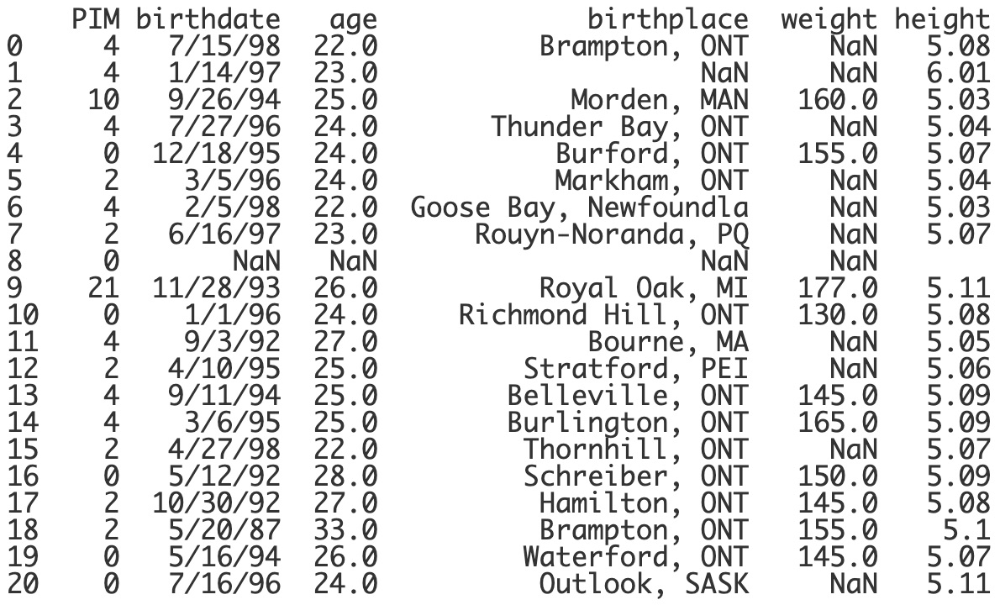 PIM birthdate age birthplace weight height
0 4 7/15/98 22.0 Brampton, ONT NaN 5.08
1 4 1/14/97 23.0 NaN NaN 6.01
2 10 9/26/94 25.0 Morden, MAN 160.0 5.03
3 4 7/27/96 24.0 Thunder Bay, ONT NaN 5.04
4 0 12/18/95 24.0 Burford, ONT 155.0 5.07
5 2 3/5/96 24.0 Markham, ONT NaN 5.04
6 4 2/5/98 22.0 Goose Bay, Newfoundla NaN 5.03
7 2 6/16/97 23.0 Rouyn-Noranda, PQ NaN 5.07
8 0 NaN NaN NaN NaN
9 21 11/28/93 26.0 Royal Oak, MI 177.0 5.11
10 0 1/1/96 24.0 Richmond Hill, ONT 130.0 5.08
11 4 9/3/92 27.0 Bourne, MA NaN 5.05
12 2 4/10/95 25.0 Stratford, PEI NaN 5.06
13 4 9/11/94 25.0 Belleville, ONT 145.0 5.09
14 4 3/6/95 25.0 Burlington, ONT 165.0 5.09
15 2 4/27/98 22.0 Thornhill, ONT NaN 5.07
16 0 5/12/92 28.0 Schreiber, ONT 150.0 5.09
17 2 10/30/92 27.0 Hamilton, ONT 145.0 5.08
18 2 5/20/87 33.0 Brampton, ONT 155.0 5.1
19 0 5/16/94 26.0 Waterford, ONT 145.0 5.07
20 0 7/16/96 24.0 Outlook, SASK NaN 5.11